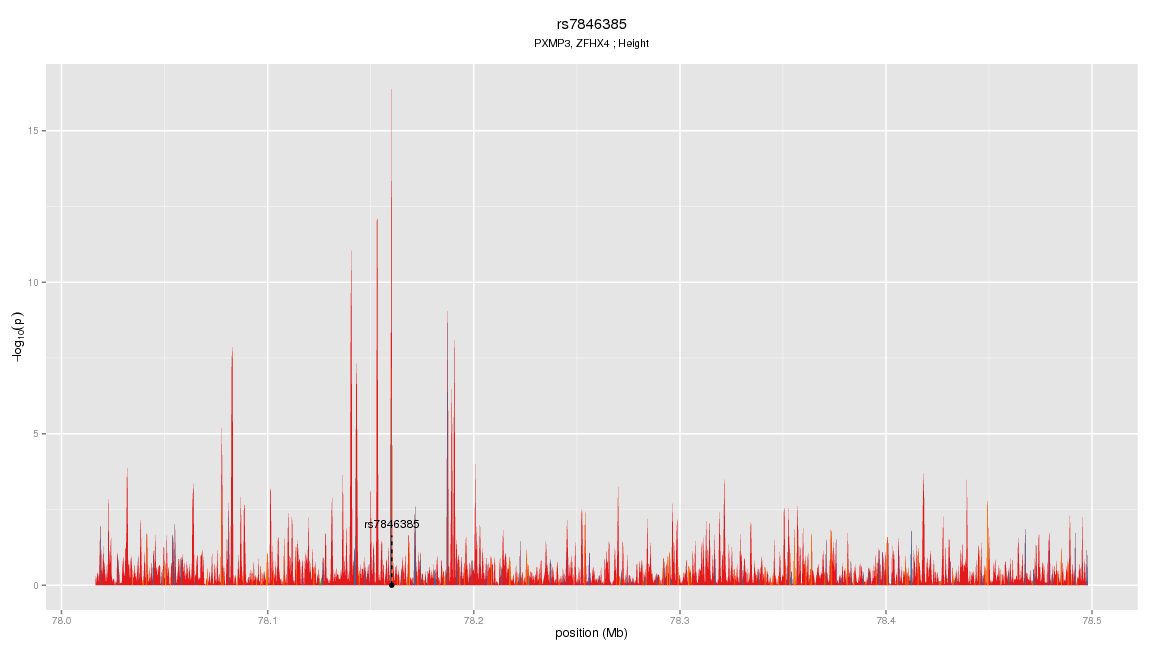 rs7846385
PXMP3, ZFHX4 ; Height
15
10
5
0
−log10(p)
rs7846385
78.0 78.1 78.2 78.3 78.4 78.5
position (Mb)